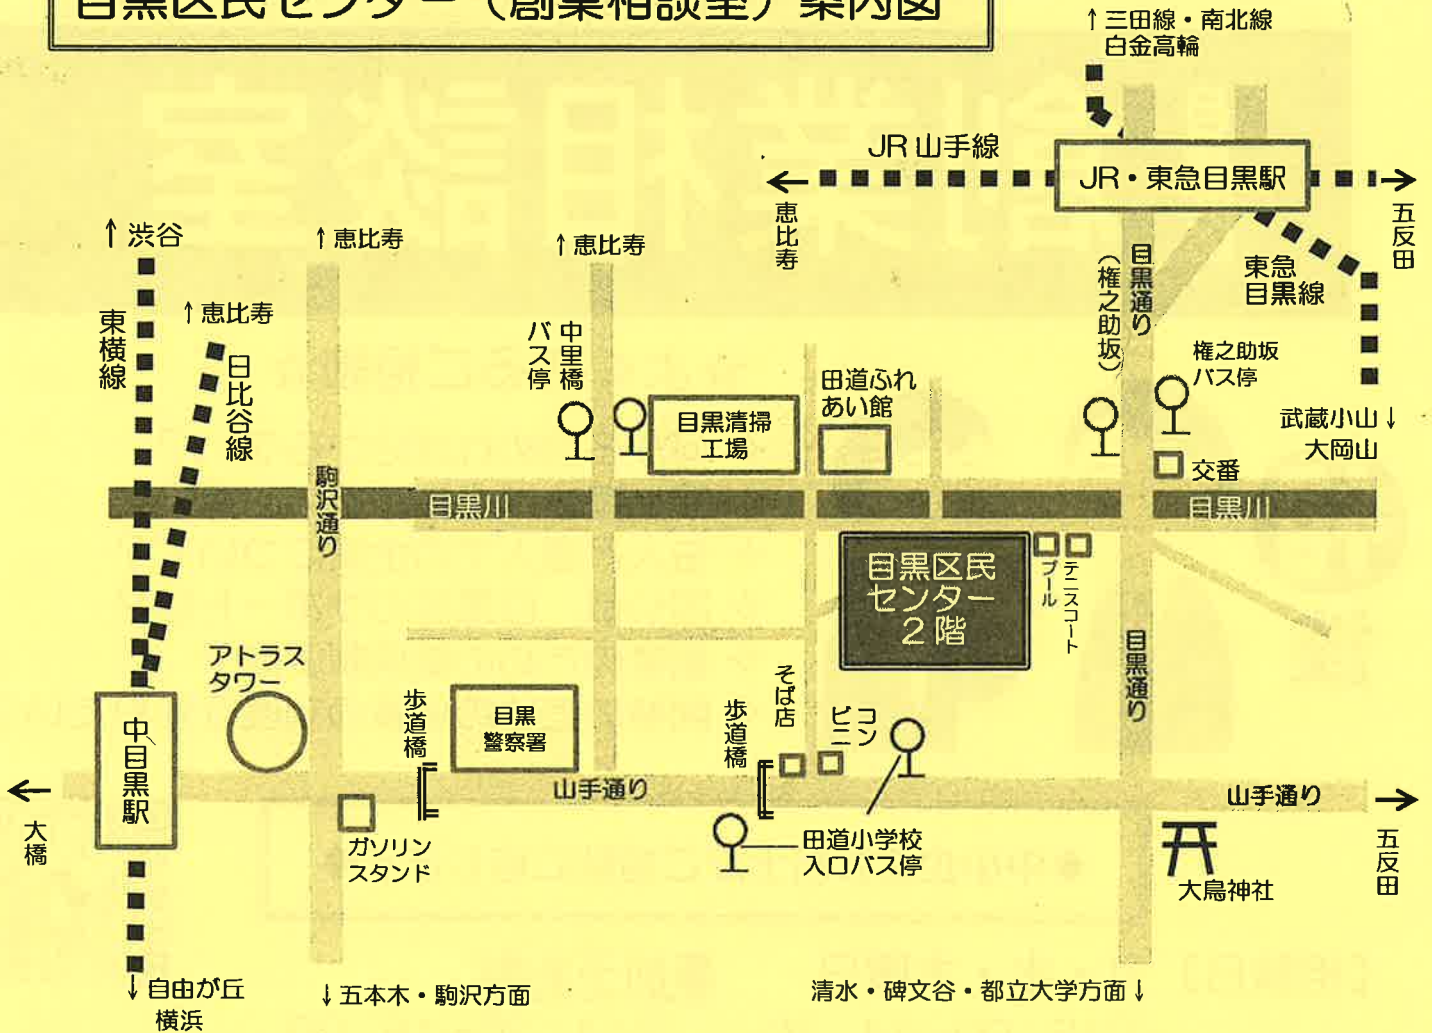 目黒区民センター（創業相談室）案内図
↑三田線・南北線
白金高輪
創業相談室
JR山手線
JR・東急目黒駅
←
恵比寿
→
五反田
↑渋谷
↑恵比寿
↑恵比寿
東急
目黒線
目黒通り
（権之助坂）
東横線
↑恵比寿
日比谷線
中里橋
バス停
権之助坂
バス停
田道ふれ
あい館
目黒清掃
工場
武蔵小山↓
大岡山
交番
駒沢通り
目黒川
目黒川
目黒区民
センター
2階
プール
テニスコート
目黒通り
アトラス
タワー
歩道橋
目黒
警察署
歩道橋
そば店
コンビニ
中目黒駅
←
大橋
山手通り
山手通り
→
五反田
ガソリン
スタンド
田道小学校
入口バス停
大鳥神社
↓自由が丘
横浜
↓五本木・駒沢方面
清水・碑文谷・都立大学方面↓